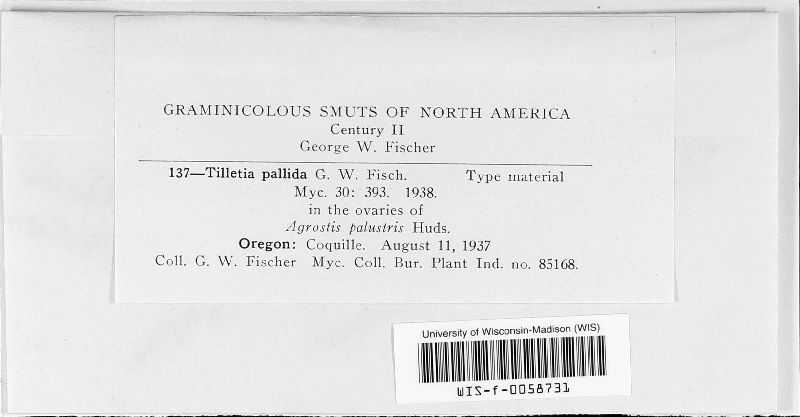 GRAMINICOLOUS SMUTS OF NORTH AMERICA
Century II
George W. Fischer
137—Tilletia pallida G. W. Fisch. Type material
Myc. 30: 393. 1938.
in the ovaries of
Agrostis palustris Huds.
Oregon: Coquille. August 11, 1937
Coll. G. W. Fischer Myc. Coll. Bur. Plant Ind. no. 85168.
University of Wisconsin-Madison (WIS)
WIS-f-0058731